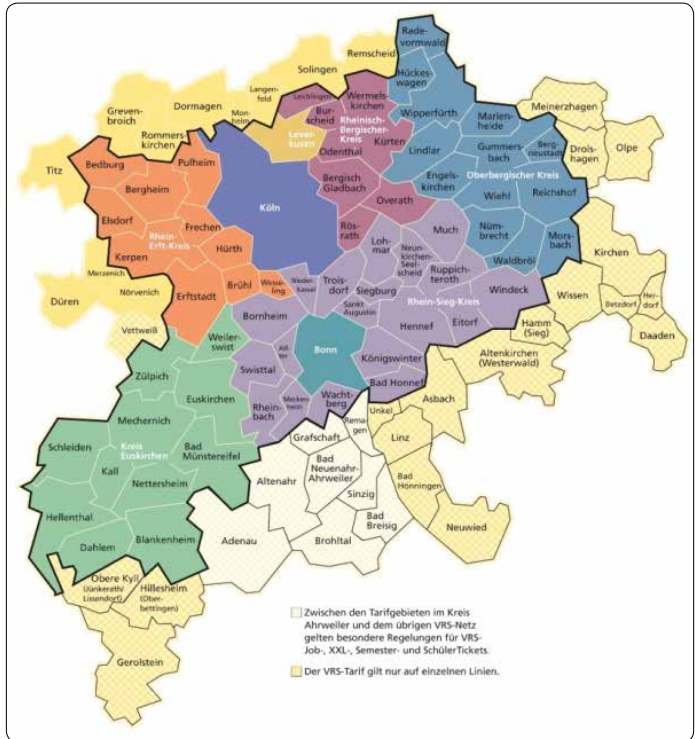 Rade-
vormwald
Remscheid
Hückes-
wagen
Solingen
Langen-
feld
Leichlingen
Wermels-
kirchen
Bur-
scheid
Wipperfürth
Marien-
heide
Meinerzhagen
Dormagen
Mon-
heim
Greven-
broich
Rommers-
kirchen
Lever-
kusen
Rheinisch-
Bergischer-
Kreis
Odenthal
Kürten
Lindlar
Gummers-
bach
Berg-
neustadt
Drols-
hagen
Olpe
Titz
Bedburg
Pulheim
Bergheim
Bergisch
Gladbach
Engels-
kirchen
Oberbergischer Kreis
Wiehl
Reichshof
Köln
Overath
Elsdorf
Frechen
Rhein-
Erft-Kreis
Hürth
Kerpen
Rös-
rath
Loh-
mar
Much
Nüm-
brecht
Mors-
bach
Neun-
kirchen-
Seel-
scheid
Ruppich-
teroth
Waldbröl
Kirchen
Merzenich
Nörvenich
Düren
Erftstadt
Brühl
Wesse-
ling
Nieder-
kassel
Trois-
dorf
Siegburg
Rhein-Sieg-Kreis
Windeck
Wissen
Betzdorf
Her-
dorf
Daaden
Vettweiß
Bornheim
Sankt
Augustin
Hennef
Eitorf
Hamm
(Sieg)
Weiler-
swist
Alf-
ter
Bonn
Königswinter
Altenkirchen
(Westerwald)
Zülpich
Swisttal
Euskirchen
Bad Honnef
Rhein-
bach
Mecken-
heim
Wacht-
berg
Unkel
Asbach
Mechernich
Rema-
gen
Grafschaft
Linz
Schleiden
Kreis
Euskirchen
Bad
Münstereifel
Kall
Nettersheim
Altenahr
Bad
Neuenahr-
Ahrweiler
Sinzig
Bad
Hönningen
Hellenthal
Bad
Breisig
Neuwied
Dahlem
Blankenheim
Adenau
Brohltal
Obere Kyll
(Jünkerath/
Lissendorf)
Hillesheim
(Ober-
bettingen)
Gerolstein
Zwischen den Tarifgebieten im Kreis
Ahrweiler und dem übrigen VRS-Netz
gelten besondere Regelungen für VRS-
Job-, XXL-, Semester- und SchülerTickets.
Der VRS-Tarif gilt nur auf einzelnen Linien.